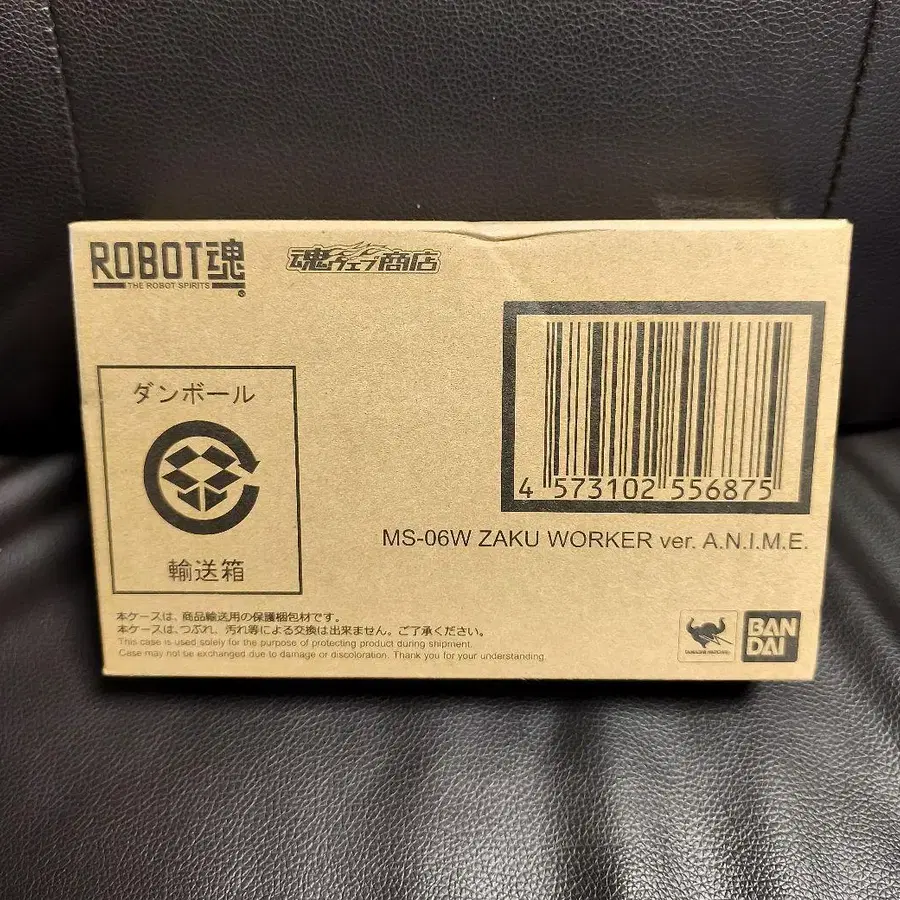 ROBOT魂
THE ROBOT SPIRITS
魂ウェブ商店
ダンボール
輸送箱
4 573102 556875
MS-06W ZAKU WORKER ver. A.N.I.M.E.
本ケースは、商品輸送用の保護梱包材です。
本ケースは、つぶれ、汚れ等による交換は出来ません。ご了承ください。
This case is used solely for the purpose of protecting product during shipment.
Case may not be exchanged due to damage or discoloration. Thank you for your understanding.
TAMASHII NATIONS
BAN
DAI